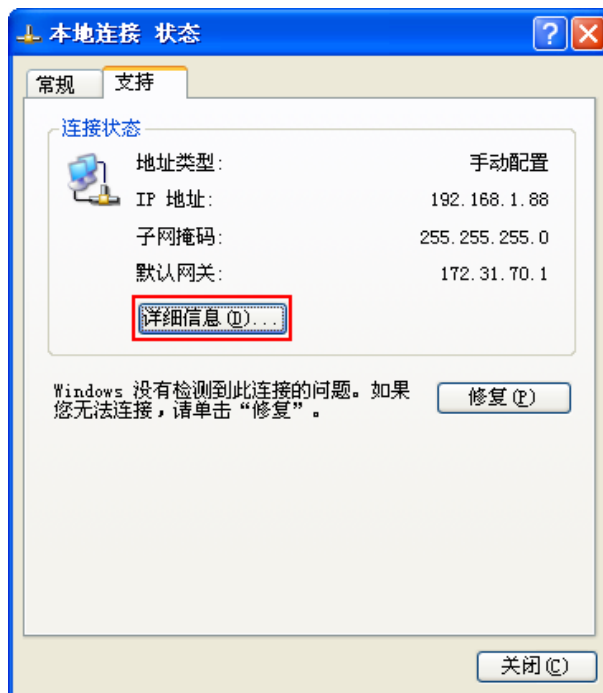 本地连接 状态
常规 支持
连接状态
地址类型: 手动配置
IP 地址: 192.168.1.88
子网掩码: 255.255.255.0
默认网关: 172.31.70.1
详细信息(D)...
Windows 没有检测到此连接的问题。如果
您无法连接，请单击“修复”。
修复(P)
关闭(C)